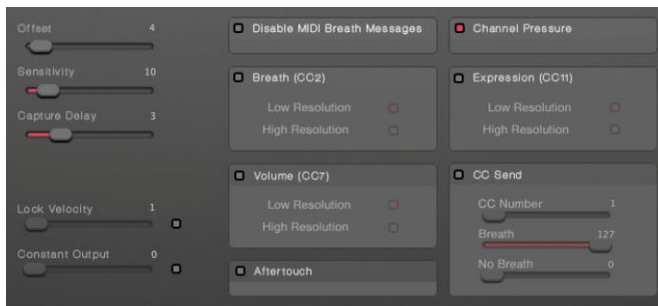 Offset 4
Sensitivity 10
Capture Delay 3
Lock Velocity 1
Constant Output 0
Disable MIDI Breath Messages
Breath (CC2)
Low Resolution
High Resolution
Volume (CC7)
Low Resolution
High Resolution
Aftertouch
Channel Pressure
Expression (CC11)
Low Resolution
High Resolution
CC Send
CC Number 1
Breath 127
No Breath 0